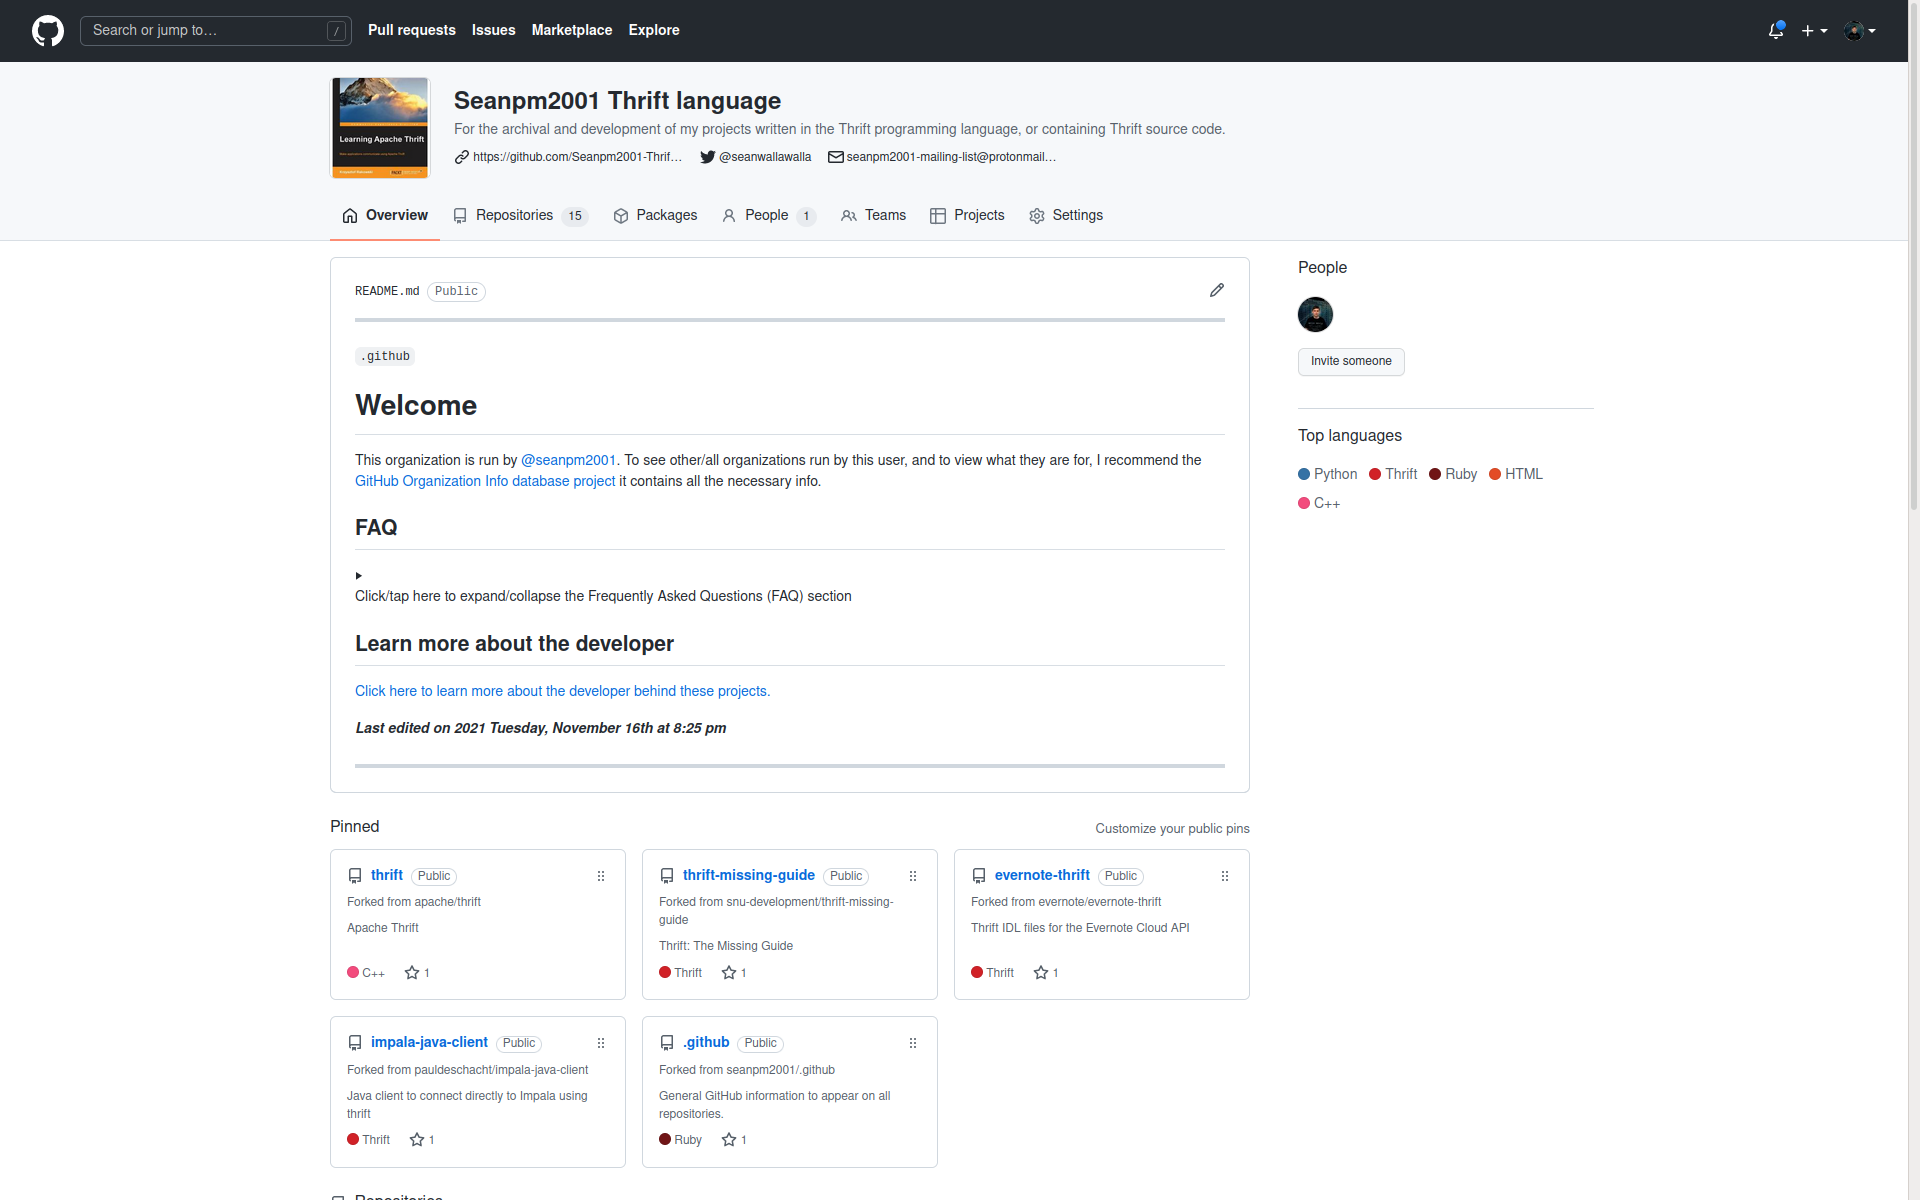 Search or jump to…
/
Pull requests
Issues
Marketplace
Explore
Learning Apache Thrift
Seanpm2001 Thrift language
For the archival and development of my projects written in the Thrift programming language, or containing Thrift source code.
https://github.com/Seanpm2001-Thrif…
@seanwallawalla
seanpm2001-mailing-list@protonmail…
Overview
Repositories 15
Packages
People 1
Teams
Projects
Settings
README.md Public
.github
Welcome
This organization is run by @seanpm2001. To see other/all organizations run by this user, and to view what they are for, I recommend the
GitHub Organization Info database project it contains all the necessary info.
FAQ
Click/tap here to expand/collapse the Frequently Asked Questions (FAQ) section
Learn more about the developer
Click here to learn more about the developer behind these projects.
Last edited on 2021 Tuesday, November 16th at 8:25 pm
People
Invite someone
Top languages
Python Thrift Ruby HTML
C++
Pinned
Customize your public pins
thrift Public
Forked from apache/thrift
Apache Thrift
C++ 1
thrift-missing-guide Public
Forked from snu-development/thrift-missing-
guide
Thrift: The Missing Guide
Thrift 1
evernote-thrift Public
Forked from evernote/evernote-thrift
Thrift IDL files for the Evernote Cloud API
Thrift 1
impala-java-client Public
Forked from pauldeschacht/impala-java-client
Java client to connect directly to Impala using
thrift
Thrift 1
.github Public
Forked from seanpm2001/.github
General GitHub information to appear on all
repositories.
Ruby 1
Repositories